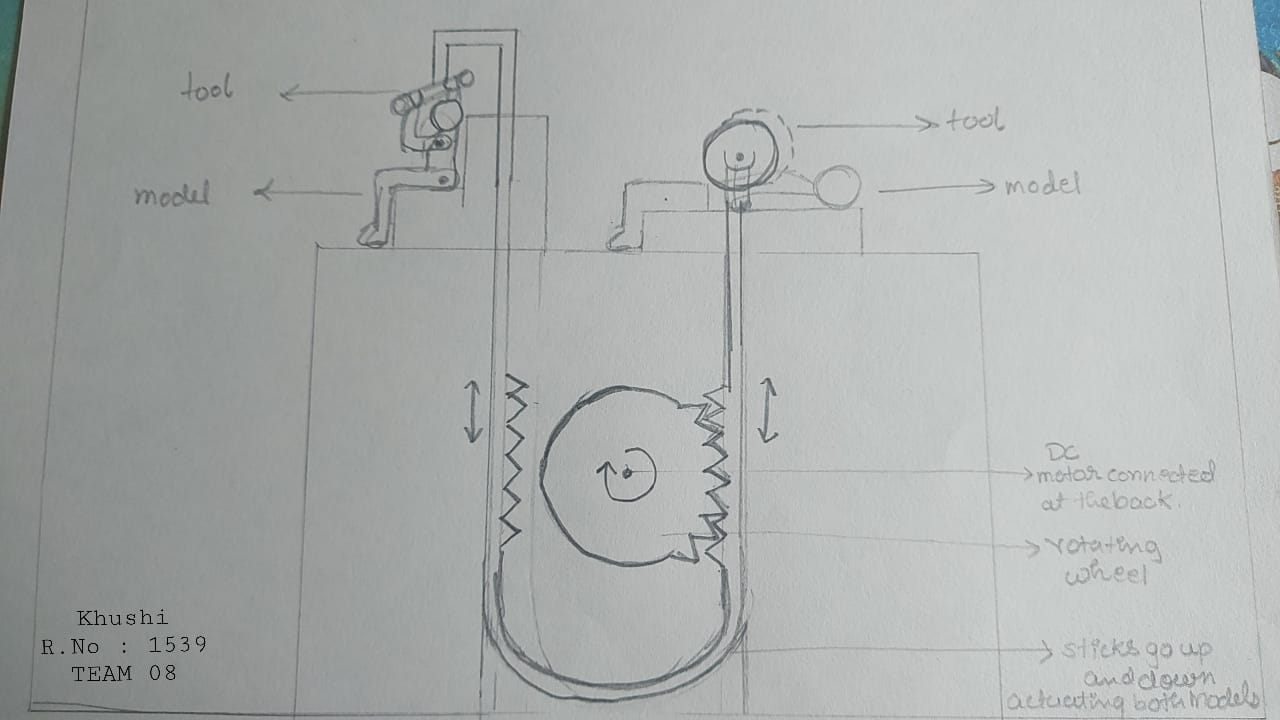 tool
tool
model
model
DC
motor connected
at the back.
rotating
wheel
sticks go up
and down
actuating both models
Khushi
R.No : 1539
TEAM 08